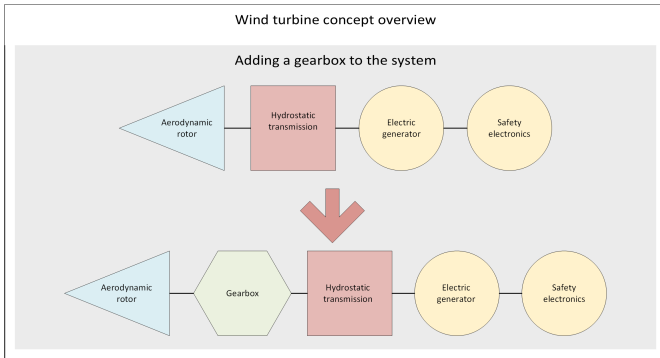 Wind turbine concept overview
Adding a gearbox to the system
Aerodynamic
rotor
Hydrostatic
transmission
Electric
generator
Safety
electronics
Aerodynamic
rotor
Gearbox
Hydrostatic
transmission
Electric
generator
Safety
electronics